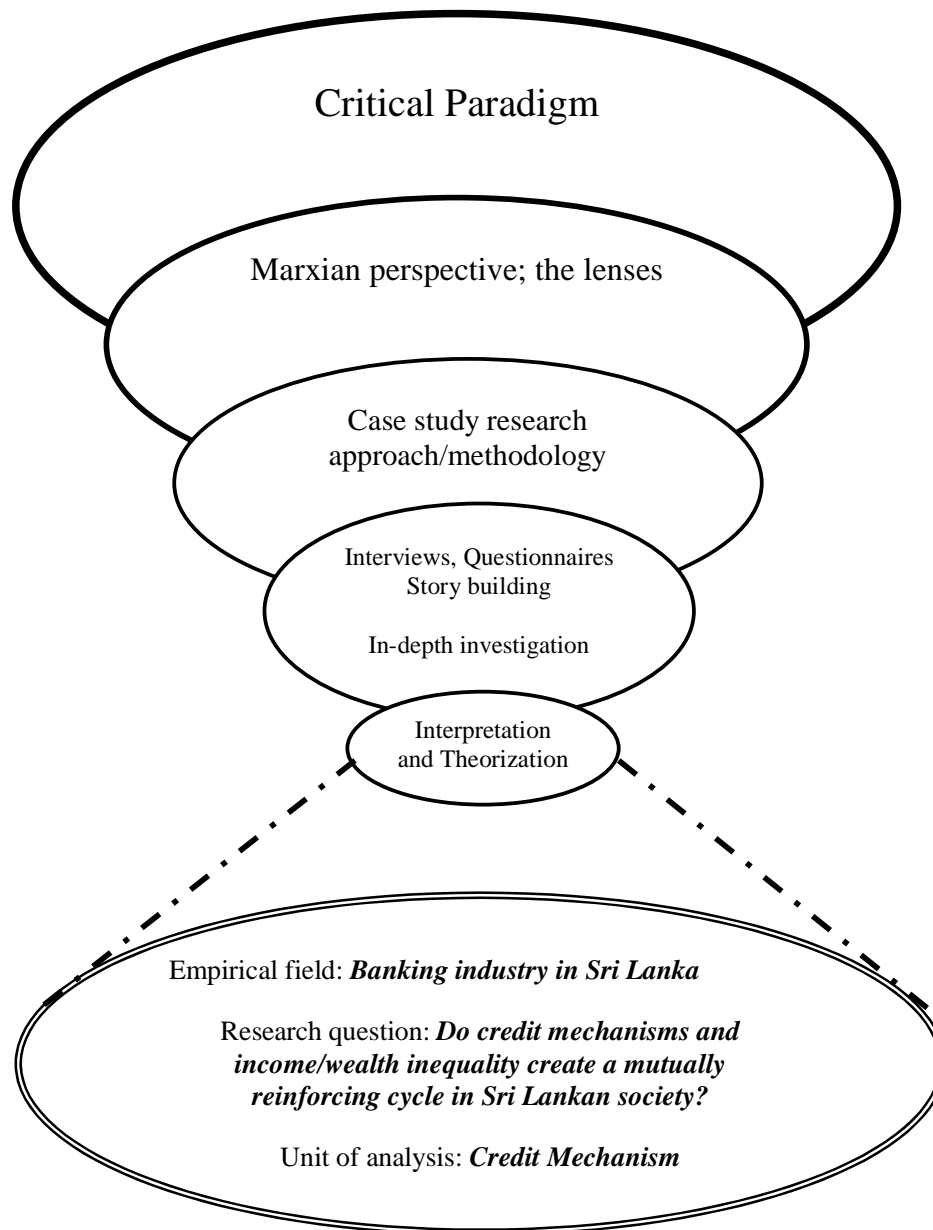 Critical Paradigm
Marxian perspective; the lenses
Case study research
approach/methodology
Interviews, Questionnaires
Story building
In-depth investigation
Interpretation
and Theorization
Empirical field: Banking industry in Sri Lanka
Research question: Do credit mechanisms and
income/wealth inequality create a mutually
reinforcing cycle in Sri Lankan society?
Unit of analysis: Credit Mechanism